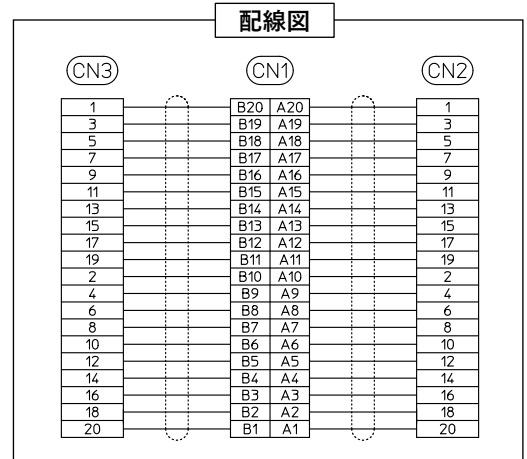 配線図
CN3 CN1 CN2
1 B20 A20 1
3 B19 A19 3
5 B18 A18 5
7 B17 A17 7
9 B16 A16 9
11 B15 A15 11
13 B14 A14 13
15 B13 A13 15
17 B12 A12 17
19 B11 A11 19
2 B10 A10 2
4 B9 A9 4
6 B8 A8 6
8 B7 A7 8
10 B6 A6 10
12 B5 A5 12
14 B4 A4 14
16 B3 A3 16
18 B2 A2 18
20 B1 A1 20